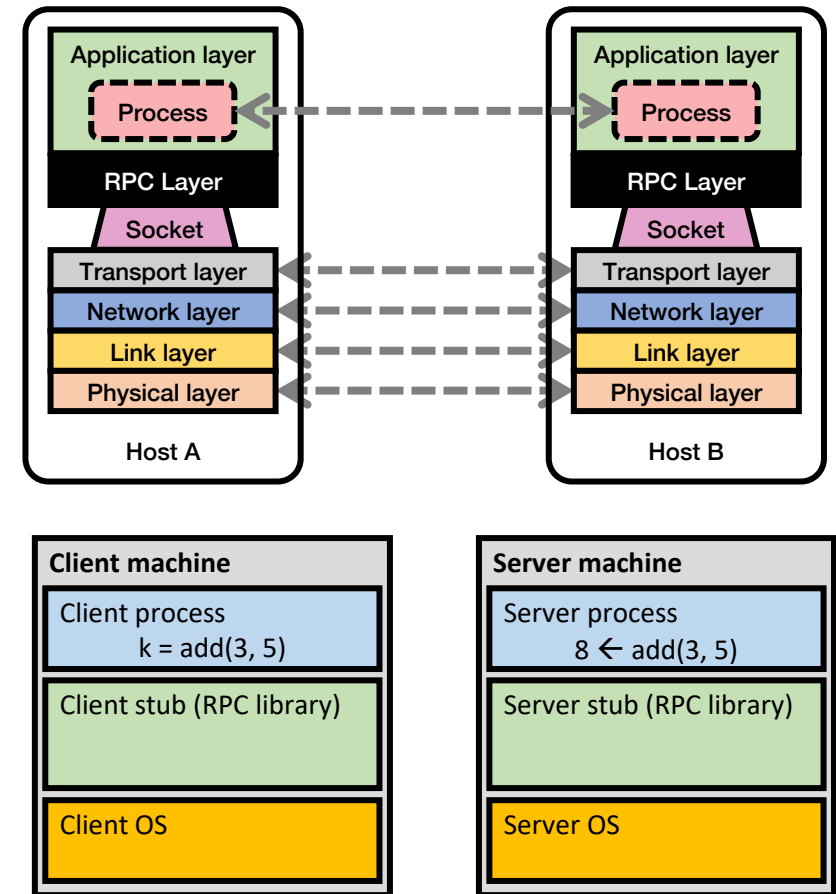 Application layer
Process
RPC Layer
Socket
Transport layer
Network layer
Link layer
Physical layer
Host A
Application layer
Process
RPC Layer
Socket
Transport layer
Network layer
Link layer
Physical layer
Host B
Client machine
Client process
k = add(3, 5)
Client stub (RPC library)
Client OS
Server machine
Server process
8 ← add(3, 5)
Server stub (RPC library)
Server OS